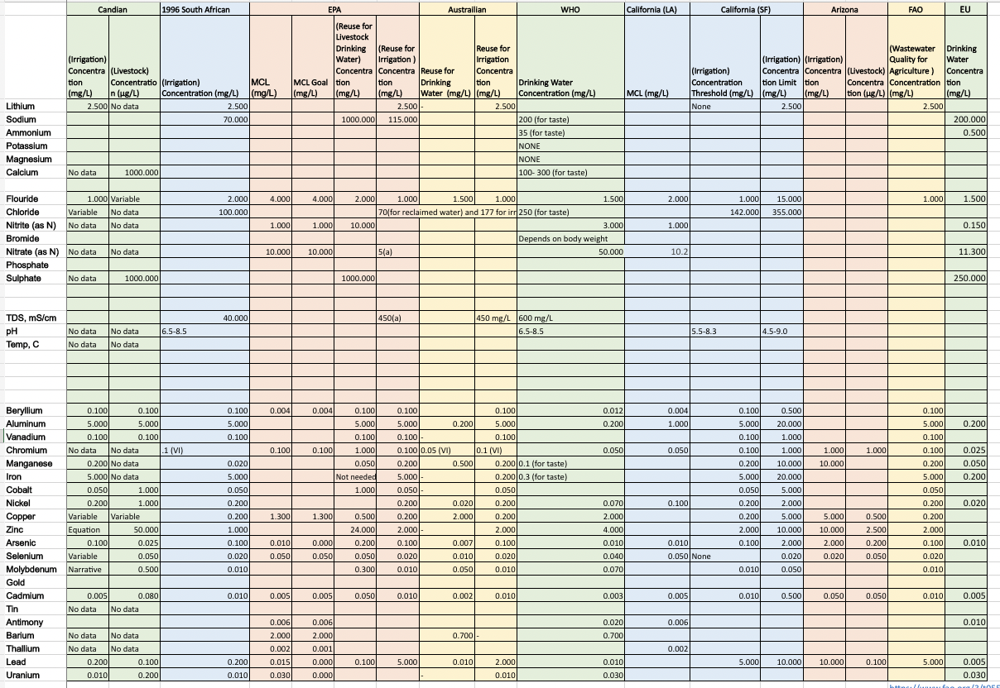 Candian 1996 South African EPA Austrailian WHO California (LA) California (SF) Arizona FAO EU
(Irrigation) Concentra tion (mg/L) (Livestock) Concentratio n (µg/L) (Irrigation) Concentration (mg/L) MCL (mg/L) MCL Goal (mg/L) (Reuse for Livestock Drinking Water) Concentra tion (mg/L) (Reuse for Irrigation ) Concentra tion (mg/L) Reuse for Drinking Water (mg/L) Reuse for Irrigation Concentra tion (mg/L) Drinking Water Concentration (mg/L) MCL (mg/L) (Irrigation) Concentration Threshold (mg/L) (Irrigation) Concentra tion Limit (mg/L) (Irrigation) Concentra tion (mg/L) (Livestock) Concentra tion (µg/L) (Wastewater Quality for Agriculture ) Concentration (mg/L) Drinking Water Concentra tion (mg/L)
Lithium 2.500 No data 2.500 2.500 - 2.500 None 2.500 2.500
Sodium 70.000 1000.000 115.000 200 (for taste) 200.000
Ammonium 35 (for taste) 0.500
Potassium NONE
Magnesium NONE
Calcium No data 1000.000 100- 300 (for taste)
Flouride 1.000 Variable 2.000 4.000 4.000 2.000 1.000 1.500 1.000 1.500 2.000 1.000 15.000 1.000 1.500
Chloride Variable No data 100.000 70(for reclaimed water) and 177 for irr 250 (for taste) 142.000 355.000
Nitrite (as N) No data No data 1.000 1.000 10.000 3.000 1.000 0.150
Bromide Depends on body weight
Nitrate (as N) No data No data 10.000 10.000 5(a) 50.000 10.2 11.300
Phosphate
Sulphate No data 1000.000 1000.000 250.000
TDS, mS/cm 40.000 450(a) 450 mg/L 600 mg/L
pH No data No data 6.5-8.5 6.5-8.5 5.5-8.3 4.5-9.0
Temp, C No data No data
Beryllium 0.100 0.100 0.100 0.004 0.004 0.100 0.100 0.100 0.012 0.004 0.100 0.500 0.100
Aluminum 5.000 5.000 5.000 5.000 5.000 0.200 5.000 0.200 1.000 5.000 20.000 5.000 0.200
Vanadium 0.100 0.100 0.100 0.100 0.100 - 0.100 0.100 1.000 0.100
Chromium No data No data .1 (VI) 0.100 0.100 1.000 0.100 0.05 (VI) 0.1 (VI) 0.050 0.050 0.100 1.000 1.000 1.000 0.100 0.025
Manganese 0.200 No data 0.020 0.050 0.200 0.500 0.200 0.1 (for taste) 0.200 10.000 10.000 0.200 0.050
Iron 5.000 No data 5.000 Not needed 5.000 - 0.200 0.3 (for taste) 5.000 20.000 5.000 0.200
Cobalt 0.050 1.000 0.050 1.000 0.050 - 0.050 0.050 5.000 0.050
Nickel 0.200 1.000 0.200 0.200 0.020 0.200 0.070 0.100 0.200 2.000 0.200 0.020
Copper Variable Variable 0.200 1.300 1.300 0.500 0.200 2.000 0.200 2.000 0.200 5.000 5.000 0.500 0.200
Zinc Equation 50.000 1.000 24.000 2.000 - 2.000 4.000 2.000 10.000 10.000 2.500 2.000
Arsenic 0.100 0.025 0.100 0.010 0.000 0.200 0.100 0.007 0.100 0.010 0.010 0.100 2.000 2.000 0.200 0.100 0.010
Selenium Variable 0.050 0.020 0.050 0.050 0.050 0.020 0.010 0.020 0.040 0.050 None 0.020 0.020 0.050 0.020
Molybdenum Narrative 0.500 0.010 0.300 0.010 0.050 0.010 0.070 0.010 0.050 0.010
Gold
Cadmium 0.005 0.080 0.010 0.005 0.005 0.050 0.010 0.002 0.010 0.003 0.005 0.010 0.500 0.050 0.050 0.010 0.005
Tin No data No data
Antimony 0.006 0.006 0.020 0.006 0.010
Barium No data No data 2.000 2.000 0.700 - 0.700
Thallium No data No data 0.002 0.001 0.002
Lead 0.200 0.100 0.200 0.015 0.000 0.100 5.000 0.010 2.000 0.010 5.000 10.000 10.000 0.100 5.000 0.005
Uranium 0.010 0.200 0.010 0.030 0.000 - 0.010 0.030 0.030